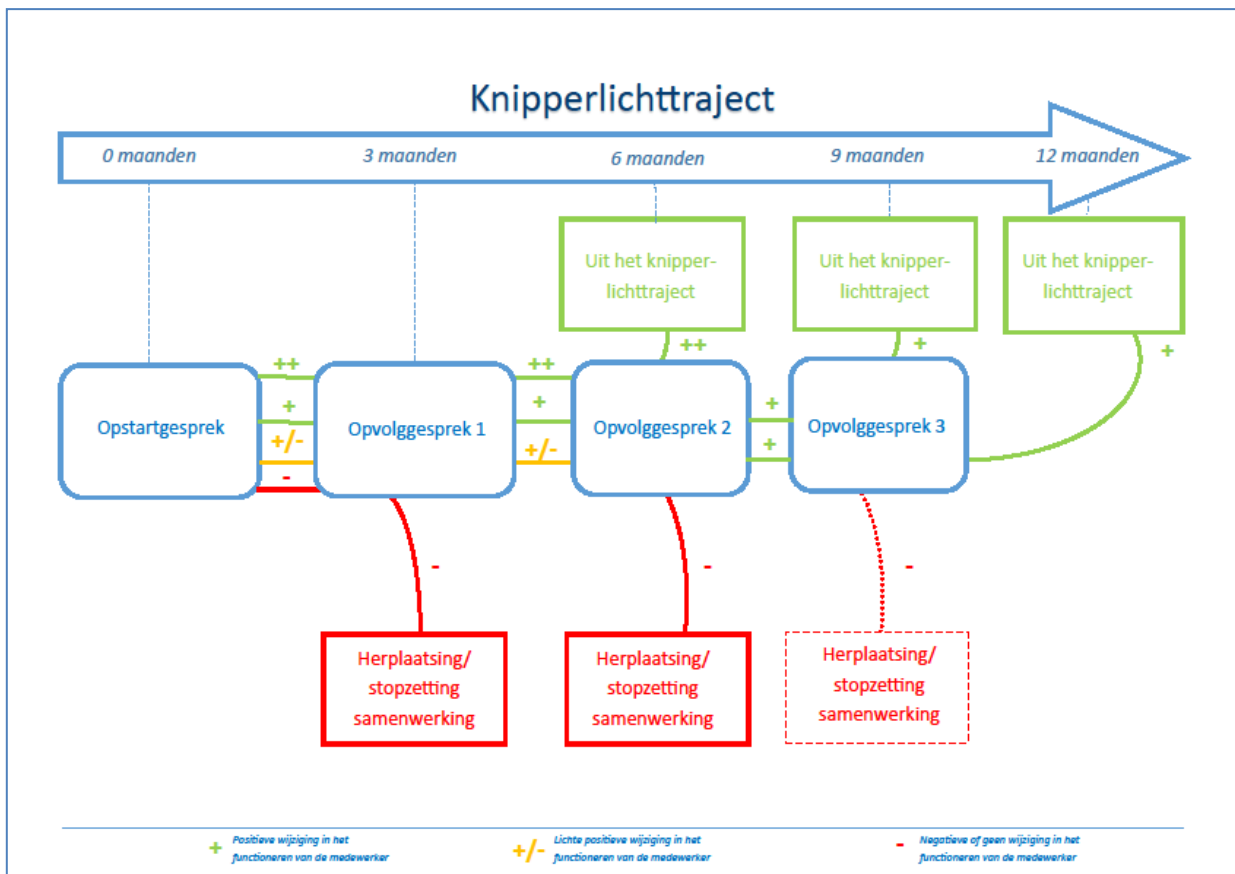 Knipperlichttraject
0 maanden
3 maanden
6 maanden
9 maanden
12 maanden
Uit het knipper-
lichttraject
Uit het knipper-
lichttraject
Uit het knipper-
lichttraject
++
+
+
++
+
+/-
-
++
+
+/-
+
+
Opstartgesprek
Opvolggesprek 1
Opvolggesprek 2
Opvolggesprek 3
-
-
-
Herplaatsing/
stopzetting
samenwerking
Herplaatsing/
stopzetting
samenwerking
Herplaatsing/
stopzetting
samenwerking
+ Positieve wijziging in het
functioneren van de medewerker
+/- Lichte positieve wijziging in het
functioneren van de medewerker
- Negatieve of geen wijziging in het
functioneren van de medewerker